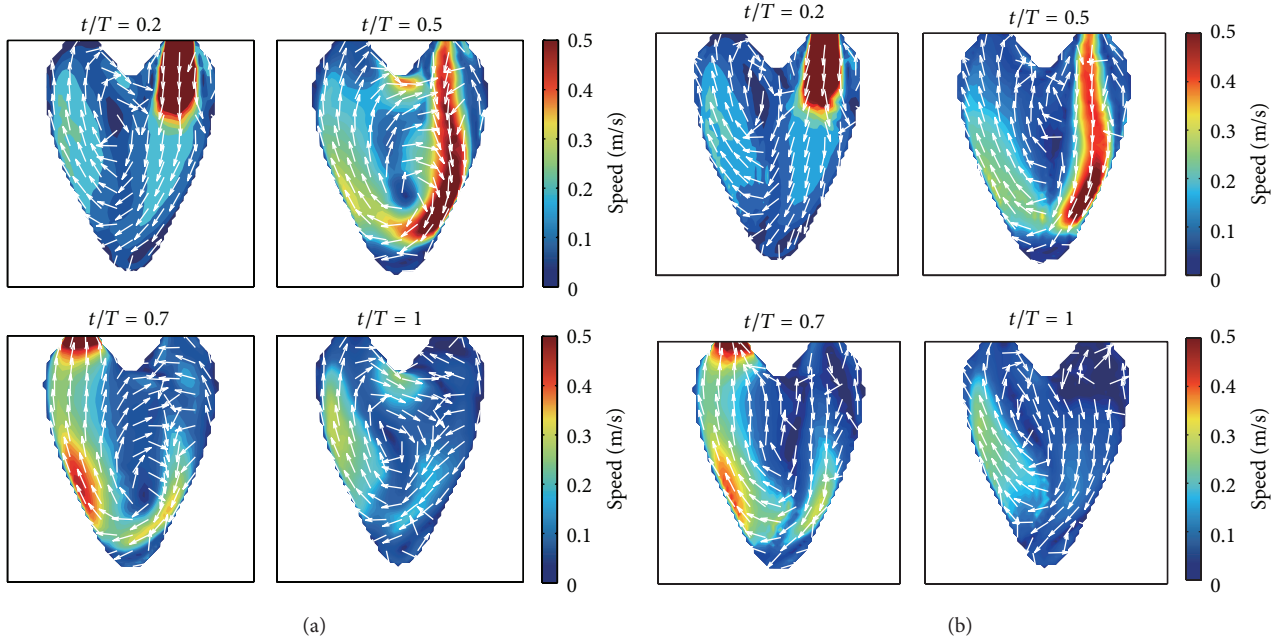 t/T = 0.2
t/T = 0.5
0.5
0.4
0.3
0.2
0.1
0
Speed (m/s)
t/T = 0.7
t/T = 1
0.5
0.4
0.3
0.2
0.1
0
Speed (m/s)
(a)
t/T = 0.2
t/T = 0.5
0.5
0.4
0.3
0.2
0.1
0
Speed (m/s)
t/T = 0.7
t/T = 1
0.5
0.4
0.3
0.2
0.1
0
Speed (m/s)
(b)